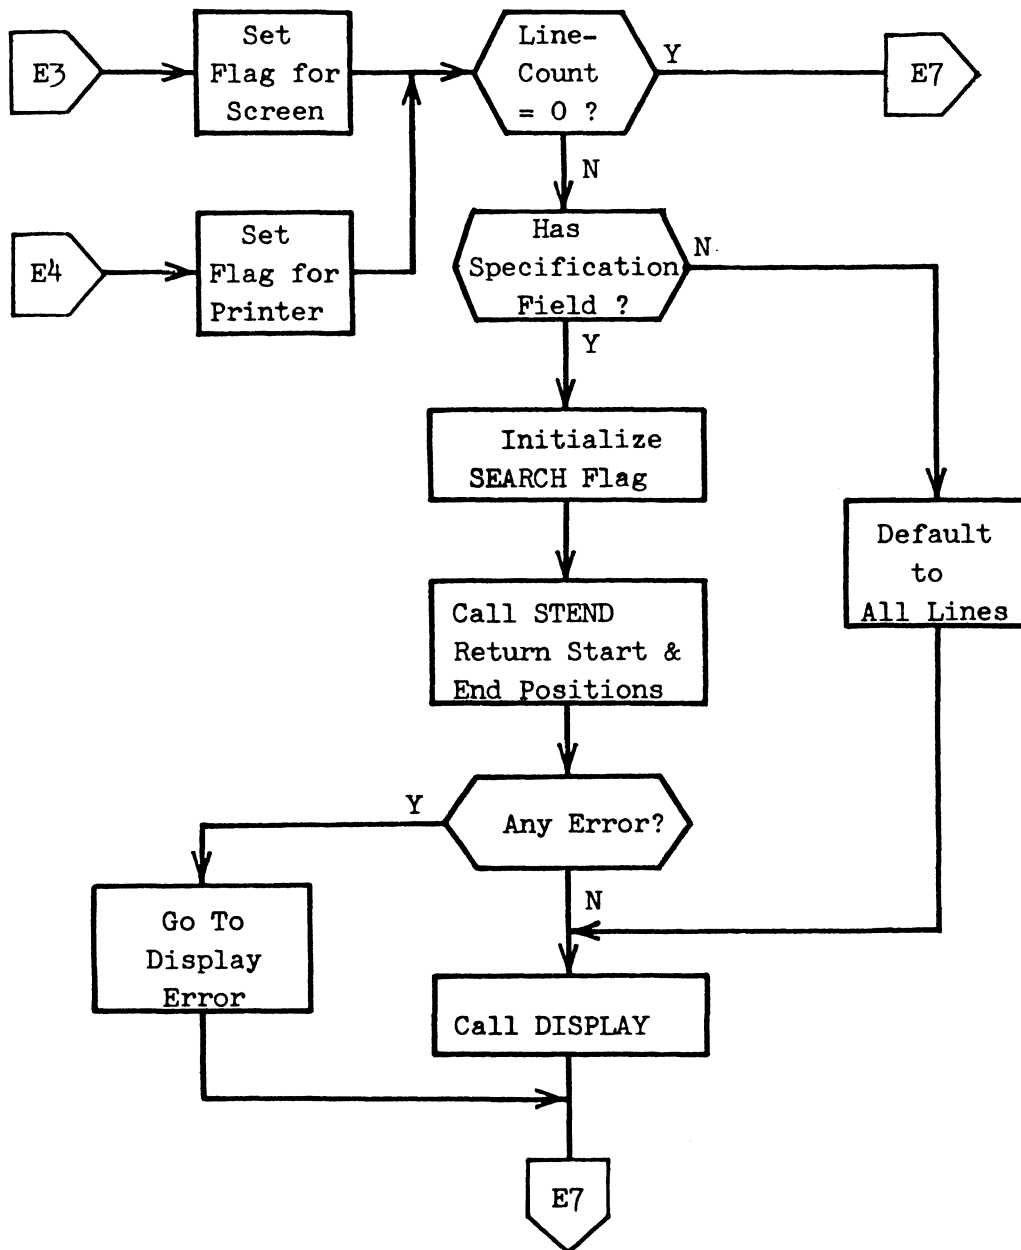 E3
Set
Flag for
Screen
Line-
Count
= 0 ?
Y
E7
N
E4
Set
Flag for
Printer
Has
Specification
Field ?
N
Y
Initialize
SEARCH Flag
Default
to
All Lines
Call STEND
Return Start &
End Positions
Any Error?
Y
N
Go To
Display
Error
Call DISPLAY
E7